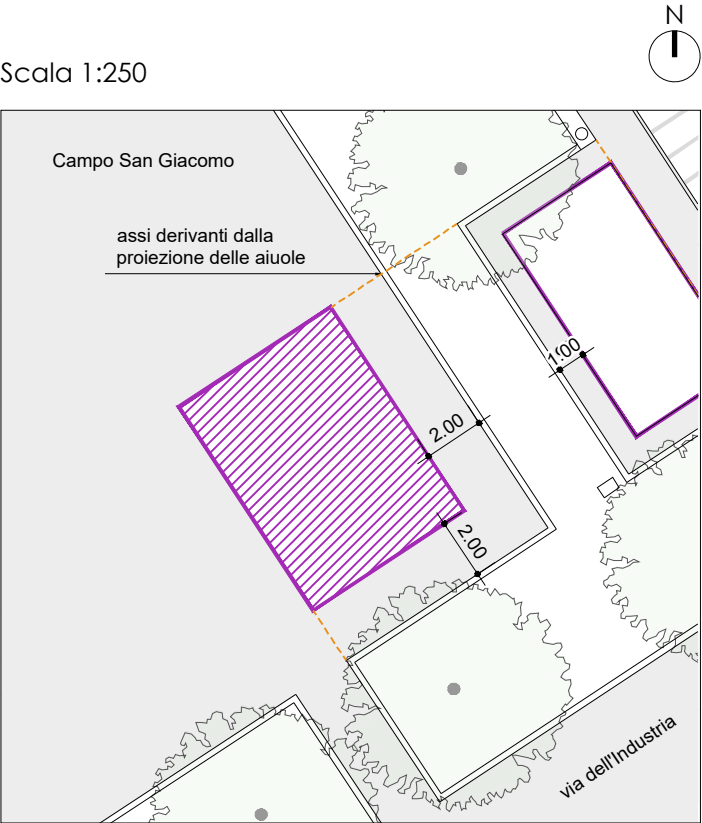 N
Scala 1:250
Campo San Giacomo
assi derivanti dalla
proiezione delle aiuole
1.00
2.00
2.00
via dell'Industria